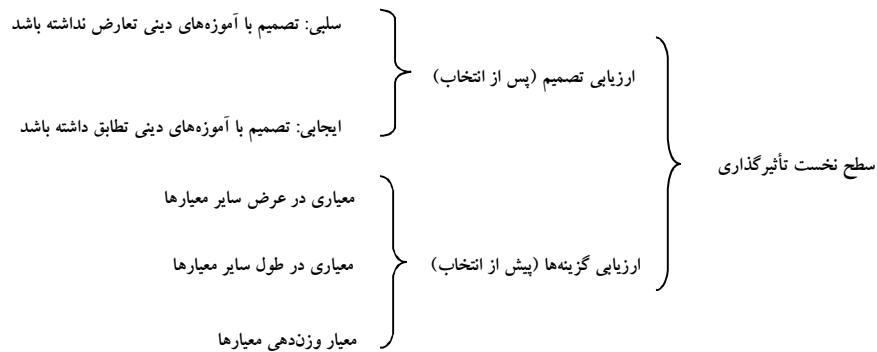 سطح نخست تأثیرگذاری
ارزیابی تصمیم (پس از انتخاب)
سلبی: تصمیم با آموزه‌های دینی تعارض نداشته باشد
ایجابی: تصمیم با آموزه‌های دینی تطابق داشته باشد
ارزیابی گزینه‌ها (پیش از انتخاب)
معیاری در عرض سایر معیارها
معیاری در طول سایر معیارها
معیار وزن‌دهی معیارها